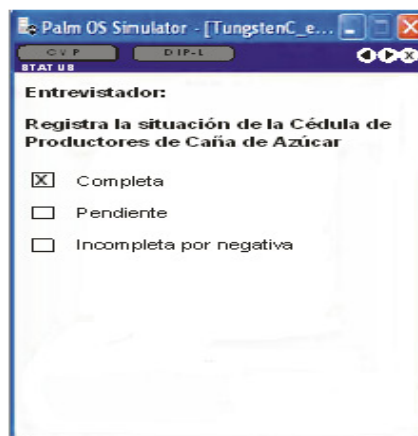 Palm OS Simulator - [TungstenC_e...
CVP DIP-L
STATUS
Entrevistador:
Registra la situación de la Cédula de
Productores de Caña de Azúcar
X Completa
Pendiente
Incompleta por negativa